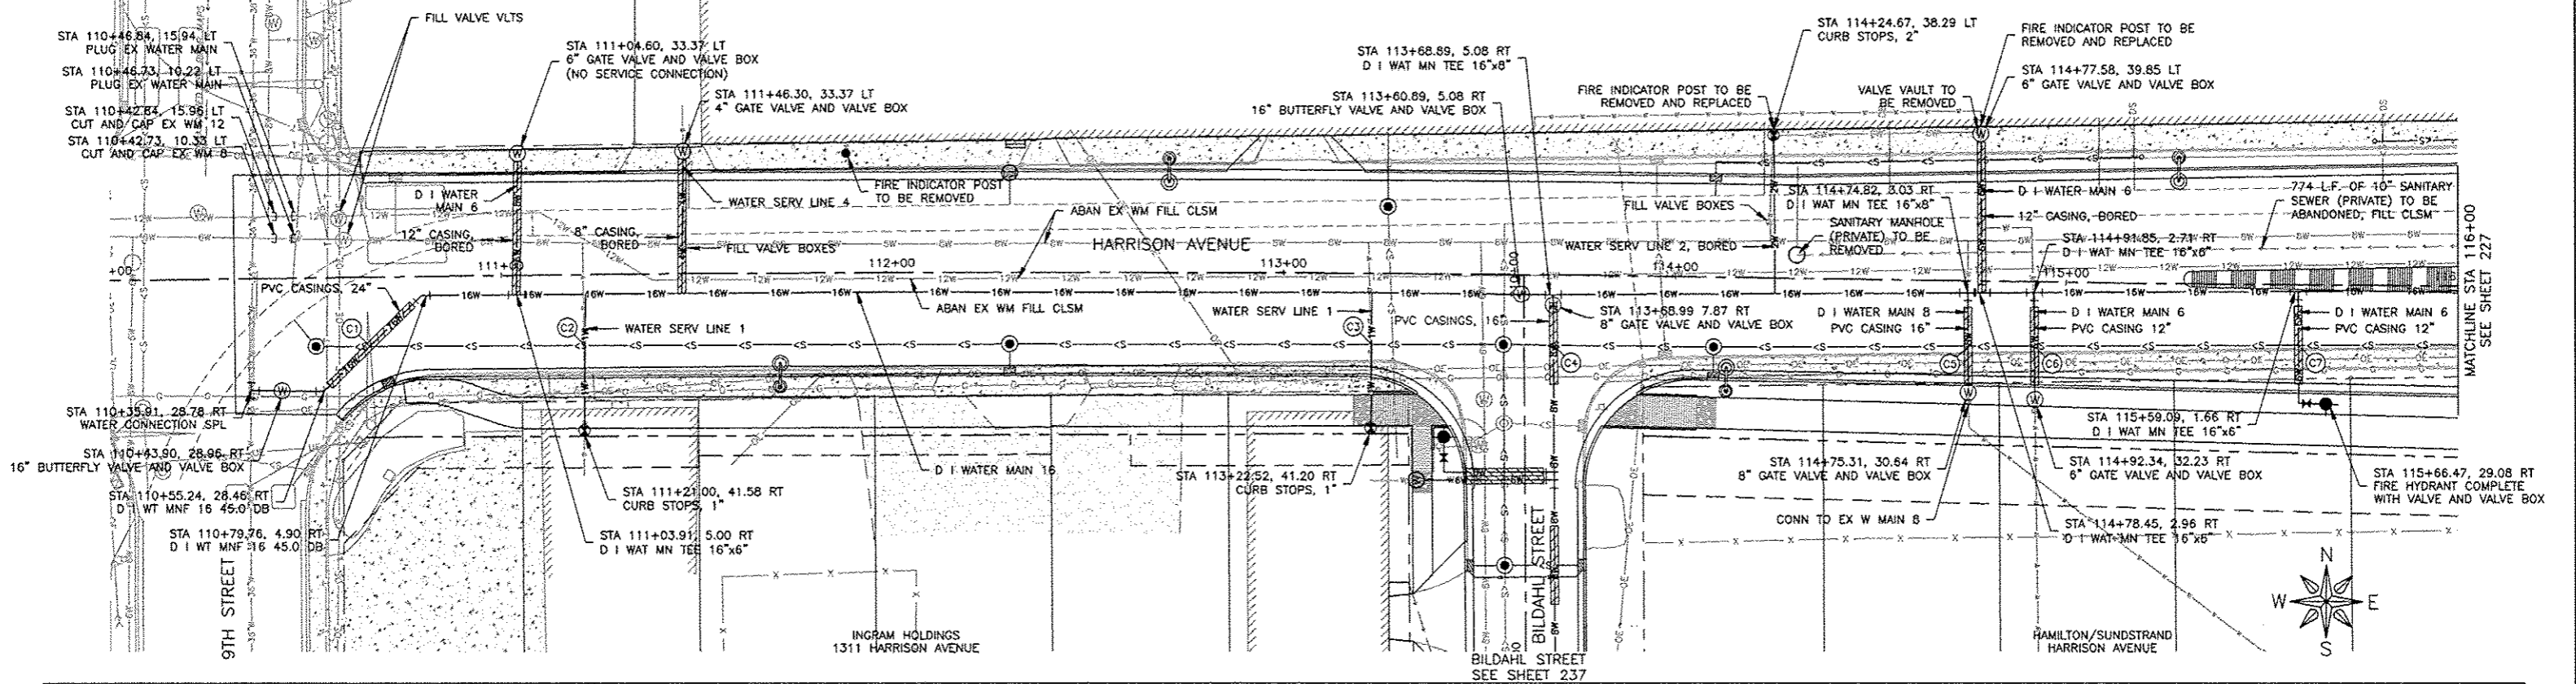 FILL VALVE VLTS
STA 110+46.84, 15.94 LT
PLUG EX WATER MAIN
STA 110+46.73, 10.22 LT
PLUG EX WATER MAIN
STA 110+42.84, 15.96 LT
CUT AND CAP EX WM 12
STA 110+42.73, 10.33 LT
CUT AND CAP EX WM 8
STA 111+04.60, 33.37 LT
6" GATE VALVE AND VALVE BOX
(NO SERVICE CONNECTION)
STA 111+46.30, 33.37 LT
4" GATE VALVE AND VALVE BOX
STA 113+68.89, 5.08 RT
D I WAT MN TEE 16"x8"
STA 113+60.89, 5.08 RT
16" BUTTERFLY VALVE AND VALVE BOX
STA 114+24.67, 38.29 LT
CURB STOPS, 2"
FIRE INDICATOR POST TO BE
REMOVED AND REPLACED
FIRE INDICATOR POST TO BE
REMOVED AND REPLACED
STA 114+77.58, 39.85 LT
6" GATE VALVE AND VALVE BOX
VALVE VAULT TO
BE REMOVED
D I WATER
MAIN 6
WATER SERV LINE 4
FIRE INDICATOR POST
TO BE REMOVED
12" CASING,
BORED
8" CASING,
BORED
FILL VALVE BOXES
ABAN EX WM FILL CLSM
HARRISON AVENUE
FILL VALVE BOXES
WATER SERV LINE 2, BORED
STA 114+74.82, 3.03 RT
D I WAT MN TEE 16"x8"
SANITARY MANHOLE
(PRIVATE) TO BE
REMOVED
D I WATER MAIN 6
12" CASING, BORED
774 L.F. OF 10" SANITARY
SEWER (PRIVATE) TO BE
ABANDONED, FILL CLSM
STA 114+91.85, 2.71 RT
D I WAT MN TEE 16"x6"
MATCHLINE STA 116+00
SEE SHEET 227
+00
111+
112+00
113+00
114+00
115+00
PVC CASINGS, 24"
ABAN EX WM FILL CLSM
C1
C2
WATER SERV LINE 1
WATER SERV LINE 1
C3
PVC CASINGS, 16"
STA 113+68.99 7.87 RT
8" GATE VALVE AND VALVE BOX
C4
D I WATER MAIN 8
PVC CASING 16"
C5
D I WATER MAIN 6
PVC CASING 12"
C6
D I WATER MAIN 6
PVC CASING 12"
C7
STA 110+35.91, 28.78 RT
WATER CONNECTION SPL
STA 110+43.90, 28.96 RT
16" BUTTERFLY VALVE AND VALVE BOX
STA 110+55.24, 28.46 RT
D I WT MNF 16 45.0 DB
STA 110+79.76, 4.90 RT
D I WT MNF 16 45.0 DB
STA 111+21.00, 41.58 RT
CURB STOPS, 1"
STA 111+03.91, 5.00 RT
D I WAT MN TEE 16"x6"
D I WATER MAIN 16
STA 113+22.52, 41.20 RT
CURB STOPS, 1"
STA 114+75.31, 30.64 RT
8" GATE VALVE AND VALVE BOX
CONN TO EX W MAIN 8
STA 115+59.09, 1.66 RT
D I WAT MN TEE 16"x6"
STA 114+92.34, 32.23 RT
6" GATE VALVE AND VALVE BOX
STA 114+78.45, 2.96 RT
D I WAT MN TEE 16"x6"
STA 115+66.47, 29.08 RT
FIRE HYDRANT COMPLETE
WITH VALVE AND VALVE BOX
9TH STREET
BILDAHL STREET
INGRAM HOLDINGS
1311 HARRISON AVENUE
BILDAHL STREET
SEE SHEET 237
HAMILTON/SUNDSTRAND
HARRISON AVENUE
N
W
E
S